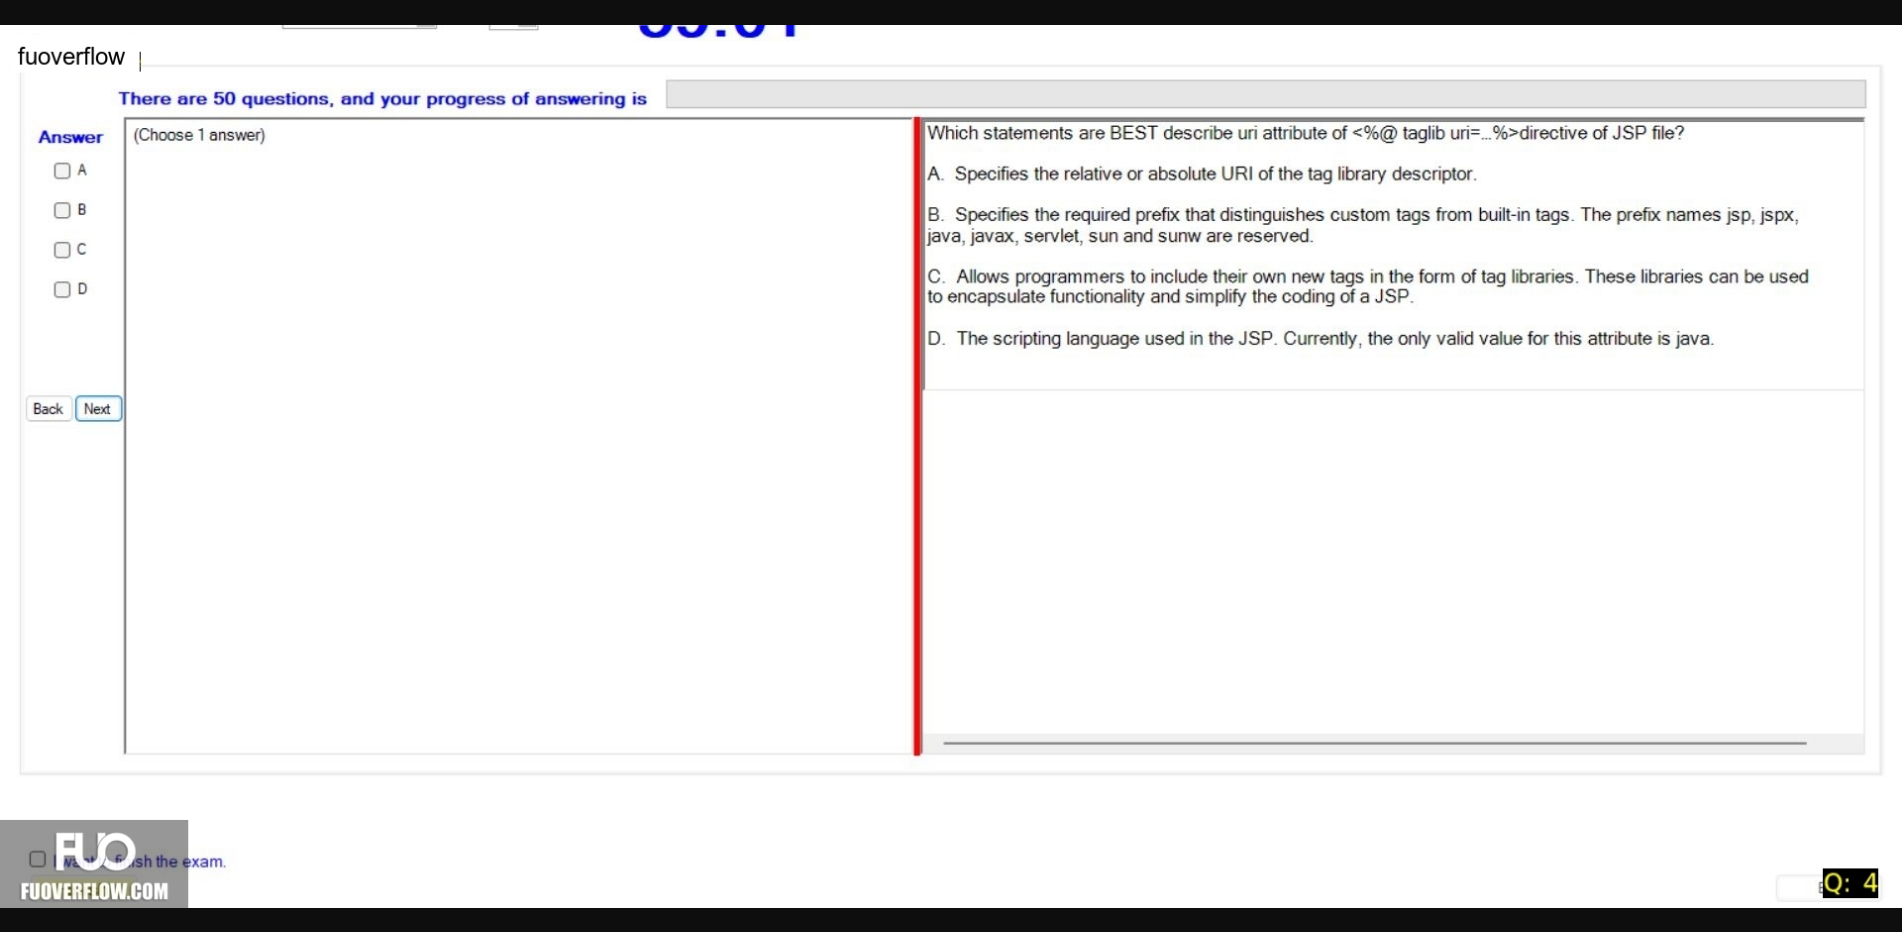 fuoverflow
There are 50 questions, and your progress of answering is
Answer
(Choose 1 answer)
A
B
C
D
Back Next
Which statements are BEST describe uri attribute of <%@ taglib uri=...%>directive of JSP file?
A. Specifies the relative or absolute URI of the tag library descriptor.
B. Specifies the required prefix that distinguishes custom tags from built-in tags. The prefix names jsp, jspx,
java, javax, servlet, sun and sunw are reserved.
C. Allows programmers to include their own new tags in the form of tag libraries. These libraries can be used
to encapsulate functionality and simplify the coding of a JSP.
D. The scripting language used in the JSP. Currently, the only valid value for this attribute is java.
FUO
the exam.
FUOVERFLOW.COM
Q: 4